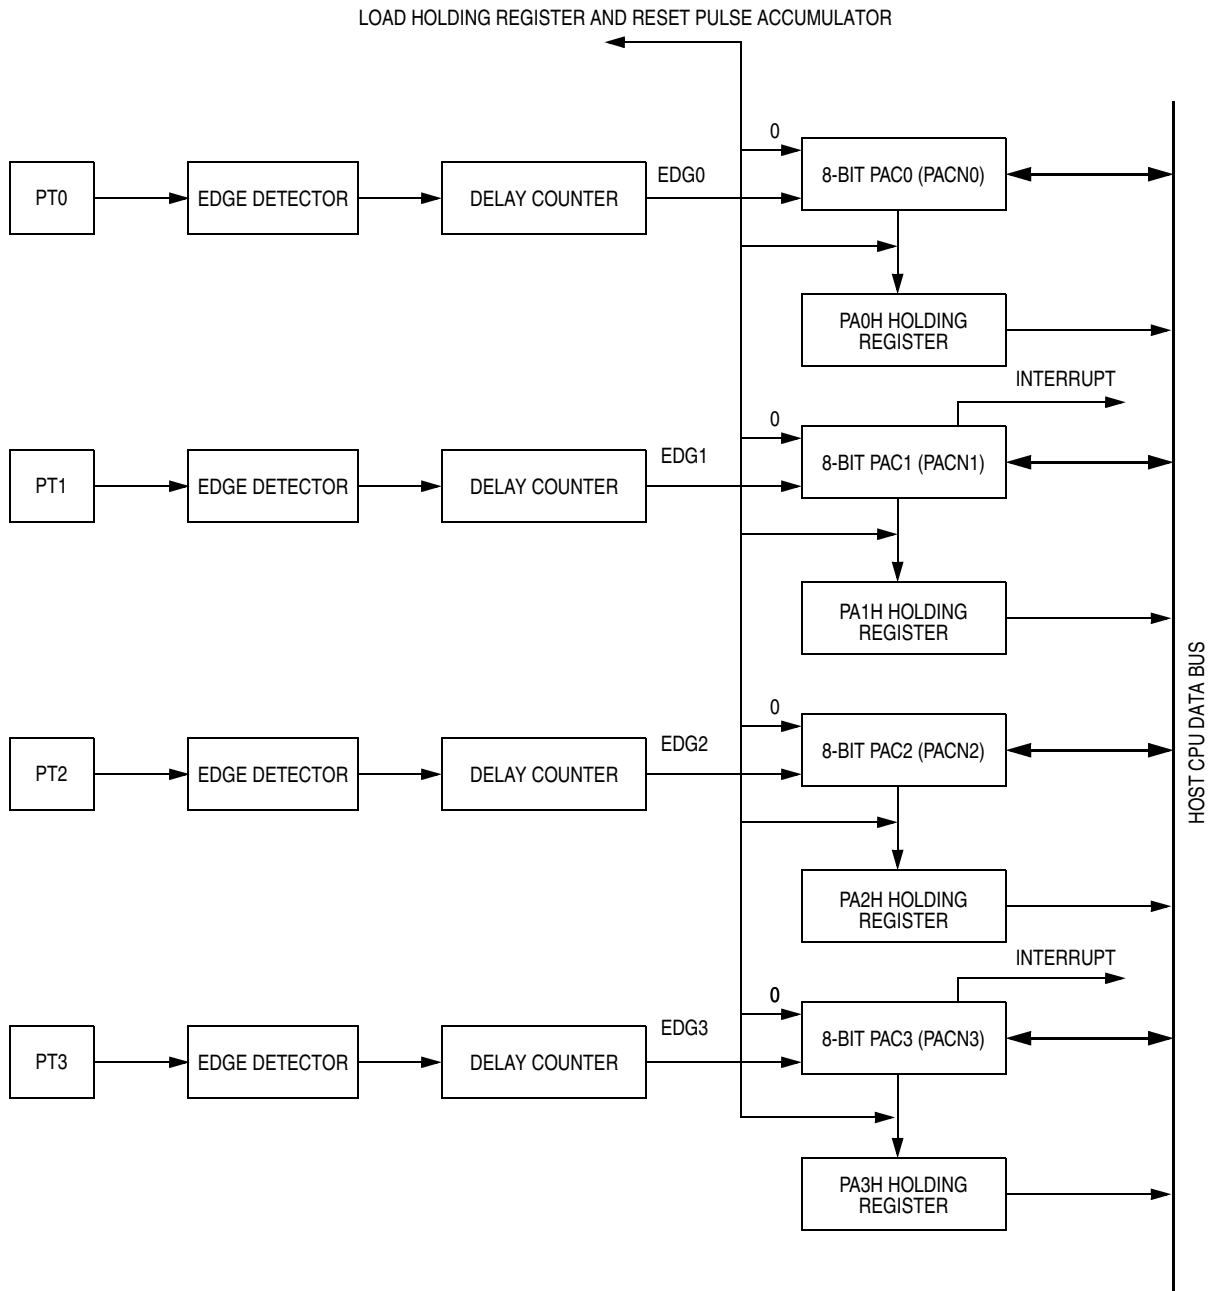 LOAD HOLDING REGISTER AND RESET PULSE ACCUMULATOR
0
EDG0
PT0
EDGE DETECTOR
DELAY COUNTER
8-BIT PAC0 (PACN0)
PA0H HOLDING
REGISTER
INTERRUPT
0
EDG1
PT1
EDGE DETECTOR
DELAY COUNTER
8-BIT PAC1 (PACN1)
PA1H HOLDING
REGISTER
HOST CPU DATA BUS
0
EDG2
PT2
EDGE DETECTOR
DELAY COUNTER
8-BIT PAC2 (PACN2)
PA2H HOLDING
REGISTER
INTERRUPT
0
EDG3
PT3
EDGE DETECTOR
DELAY COUNTER
8-BIT PAC3 (PACN3)
PA3H HOLDING
REGISTER